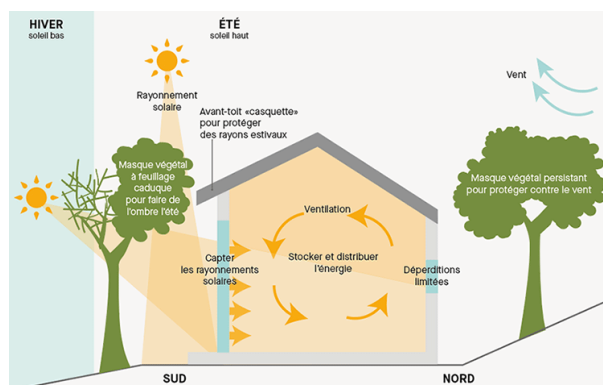 HIVER
soleil bas
ÉTÉ
soleil haut
Rayonnement
solaire
Avant-toit «casquette»
pour protéger
des rayons estivaux
Vent
Masque végétal
à feuillage
caduque
pour faire de
l'ombre l'été
Masque végétal persistant
pour protéger contre le vent
Ventilation
Capter
les rayonnements
solaires
Stocker et distribuer
l'énergie
Déperditions
limitées
SUD
NORD